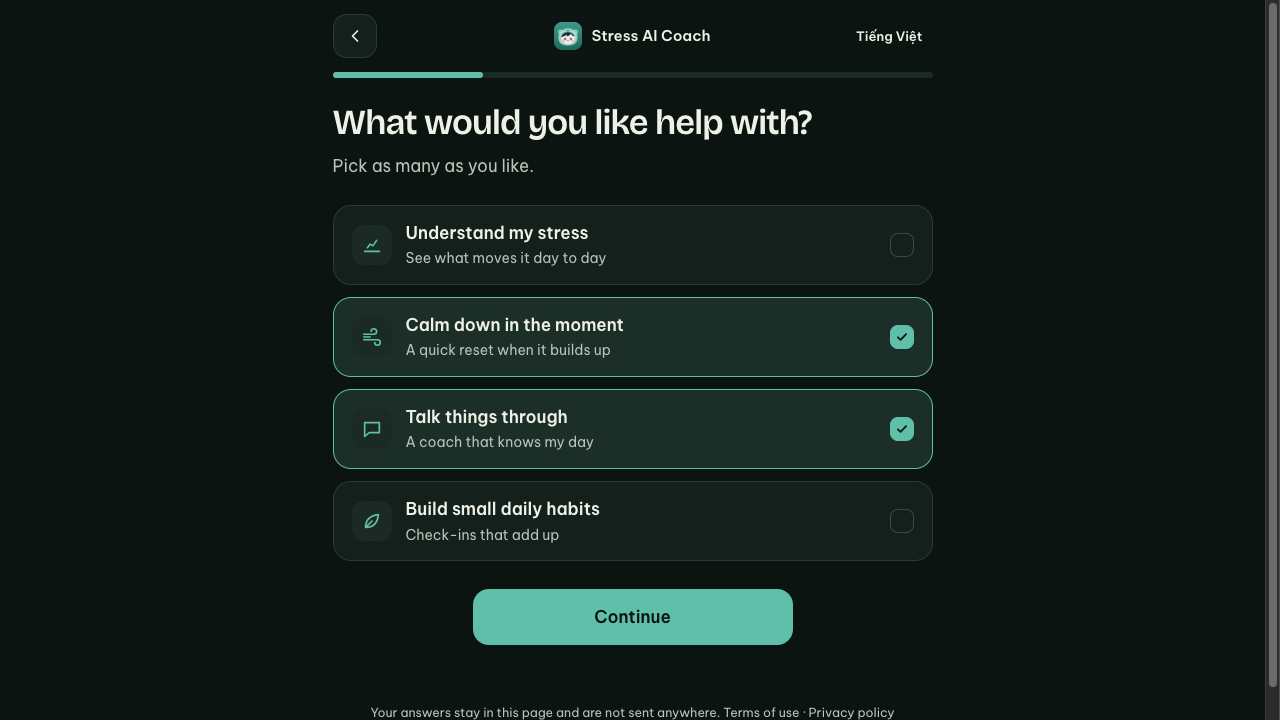 Stress AI Coach
Tiếng Việt
What would you like help with?
Pick as many as you like.
Understand my stress
See what moves it day to day
Calm down in the moment
A quick reset when it builds up
Talk things through
A coach that knows my day
Build small daily habits
Check-ins that add up
Continue
Your answers stay in this page and are not sent anywhere. Terms of use · Privacy policy